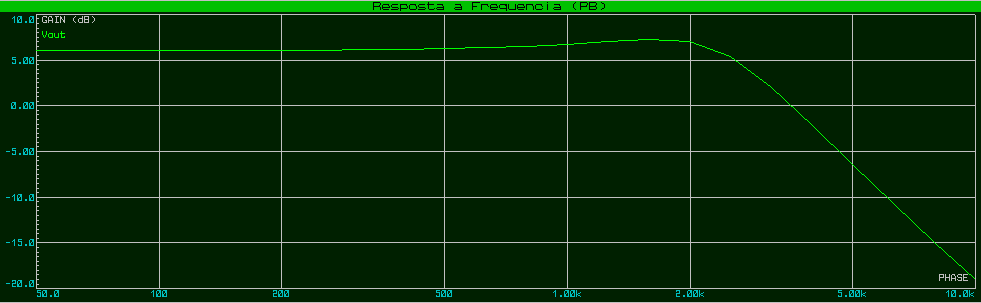 Resposta a Frequencia (PB)
10.0
GAIN (dB)
Vout
5.00
0.00
-5.00
-10.0
-15.0
-20.0
PHASE
50.0 100 200 500 1.00k 2.00k 5.00k 10.0k